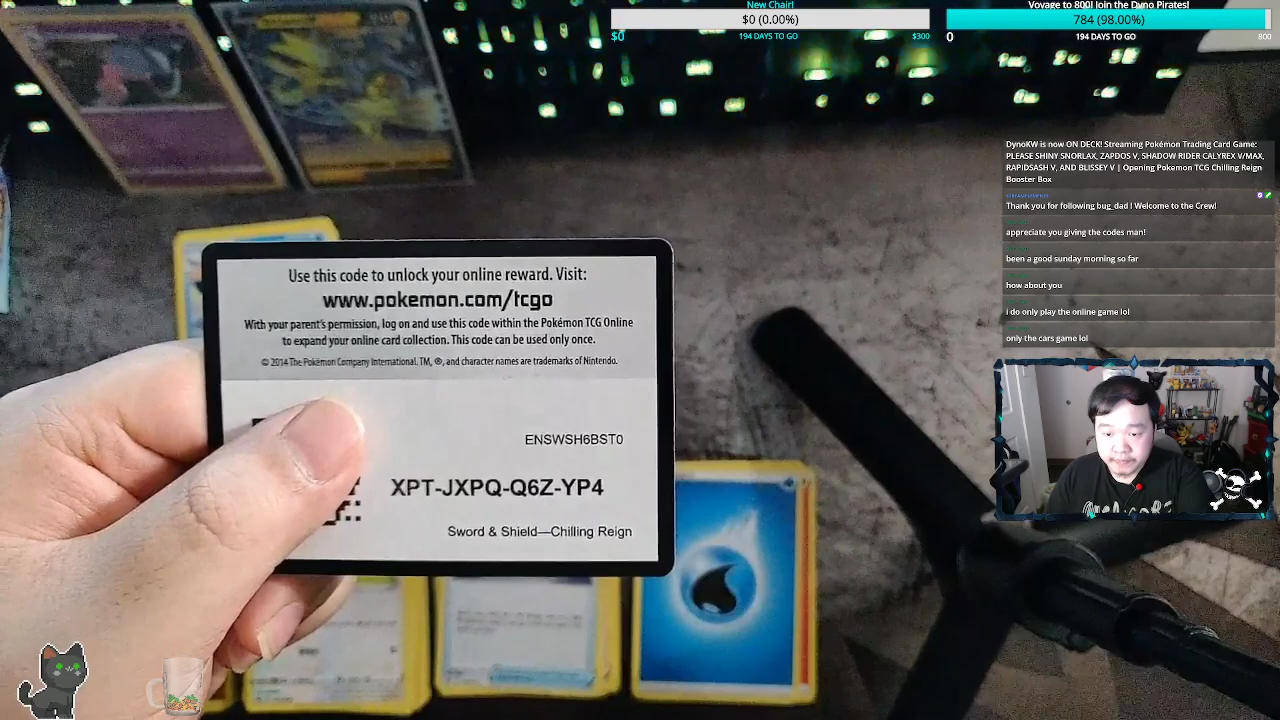 New Chair!
$0 (0.00%)
$0
194 DAYS TO GO
$300
Voyage to 800! Join the Dyno Pirates!
784 (98.00%)
0
194 DAYS TO GO
800
DynoKW is now ON DECK! Streaming Pokémon Trading Card Game:
PLEASE SHINY SNORLAX, ZAPDOS V, SHADOW RIDER CALYREX V/MAX,
RAPIDSASH V, AND BLISSEY V | Opening Pokemon TCG Chilling Reign
Booster Box
Thank you for following bug_dad ! Welcome to the Crew!
appreciate you giving the codes man!
been a good sunday morning so far
how about you
i do only play the online game lol
only the cars game lol
Use this code to unlock your online reward. Visit:
www.pokemon.com/tcgo
With your parent's permission, log on and use this code within the Pokémon TCG Online
to expand your online card collection. This code can be used only once.
© 2014 The Pokémon Company International. TM, ®, and character names are trademarks of Nintendo.
ENSWSH6BST0
XPT-JXPQ-Q6Z-YP4
Sword & Shield—Chilling Reign